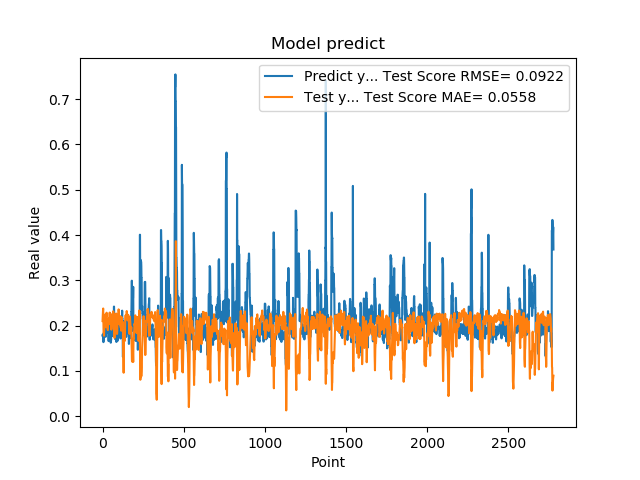 Model predict
Predict y... Test Score RMSE= 0.0922
Test y... Test Score MAE= 0.0558
Real value
0.7
0.6
0.5
0.4
0.3
0.2
0.1
0.0
0 500 1000 1500 2000 2500
Point